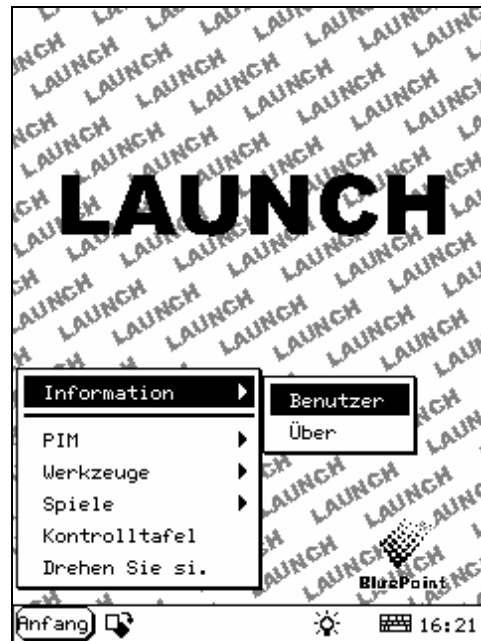 LAUNCH
Information
Benutzer
Über
PIM
Werkzeuge
Spiele
Kontrolltafel
Drehen Sie si.
BluePoint
Anfang
16:21